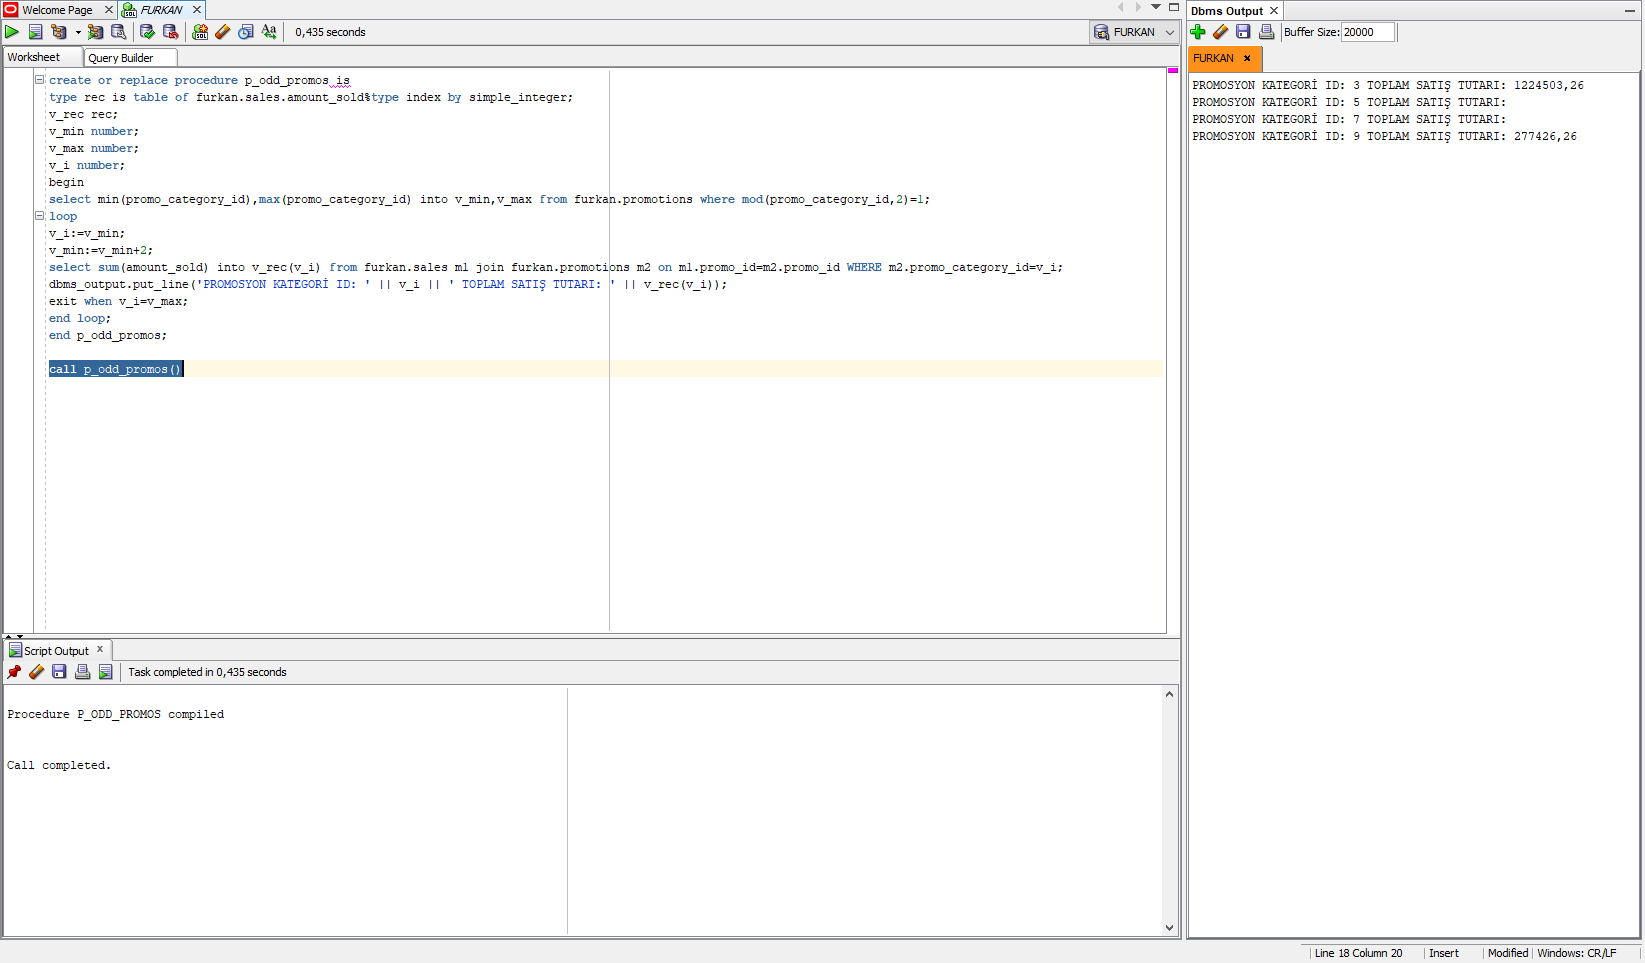 Welcome Page
FURKAN
0,435 seconds
FURKAN
Worksheet
Query Builder
create or replace procedure p_odd_promos is
type rec is table of furkan.sales.amount_sold%type index by simple_integer;
v_rec rec;
v_min number;
v_max number;
v_i number;
begin
select min(promo_category_id),max(promo_category_id) into v_min,v_max from furkan.promotions where mod(promo_category_id,2)=1;
loop
v_i:=v_min;
v_min:=v_min+2;
select sum(amount_sold) into v_rec(v_i) from furkan.sales m1 join furkan.promotions m2 on m1.promo_id=m2.promo_id WHERE m2.promo_category_id=v_i;
dbms_output.put_line('PROMOSYON KATEGORİ ID: ' || v_i || ' TOPLAM SATIŞ TUTARI: ' || v_rec(v_i));
exit when v_i=v_max;
end loop;
end p_odd_promos;
call p_odd_promos()
Script Output
Task completed in 0,435 seconds
Procedure P_ODD_PROMOS compiled
Call completed.
Dbms Output
Buffer Size: 20000
FURKAN
PROMOSYON KATEGORİ ID: 3 TOPLAM SATIŞ TUTARI: 1224503,26
PROMOSYON KATEGORİ ID: 5 TOPLAM SATIŞ TUTARI:
PROMOSYON KATEGORİ ID: 7 TOPLAM SATIŞ TUTARI:
PROMOSYON KATEGORİ ID: 9 TOPLAM SATIŞ TUTARI: 277426,26
Line 18 Column 20
Insert
Modified
Windows: CR/LF